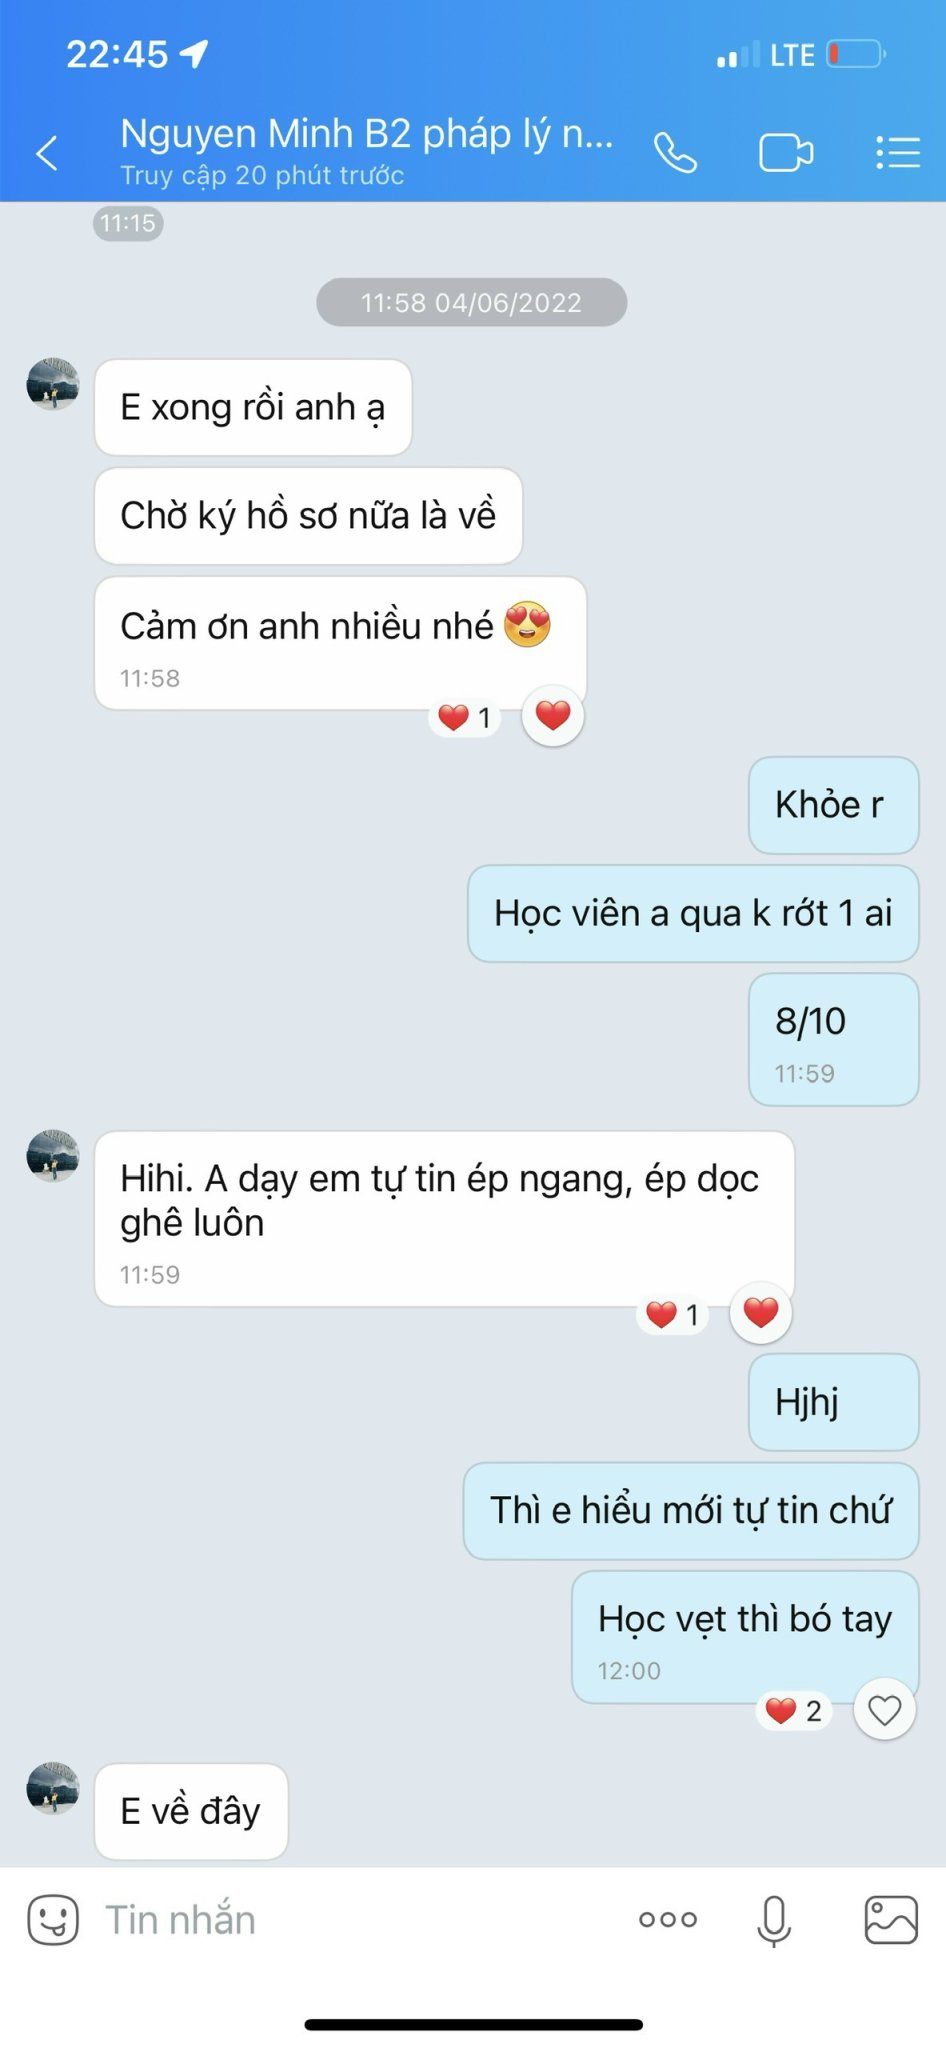 22:45
LTE
Nguyen Minh B2 pháp lý n...
Truy cập 20 phút trước
11:15
11:58 04/06/2022
E xong rồi anh ạ
Chờ ký hồ sơ nữa là về
Cảm ơn anh nhiều nhé 😍
11:58
❤️ 1
Khỏe r
Học viên a qua k rớt 1 ai
8/10
11:59
Hihi. A dạy em tự tin ép ngang, ép dọc
ghê luôn
11:59
❤️ 1
Hjhj
Thì e hiểu mới tự tin chứ
Học vẹt thì bó tay
12:00
❤️ 2
E về đây
Tin nhắn